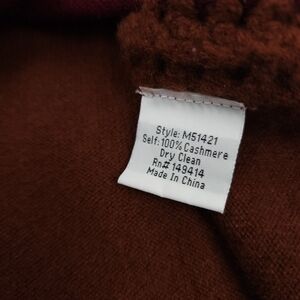 Style: M51421
Self: 100% Cashmere
Dry Clean
Rn# 149414
Made In China